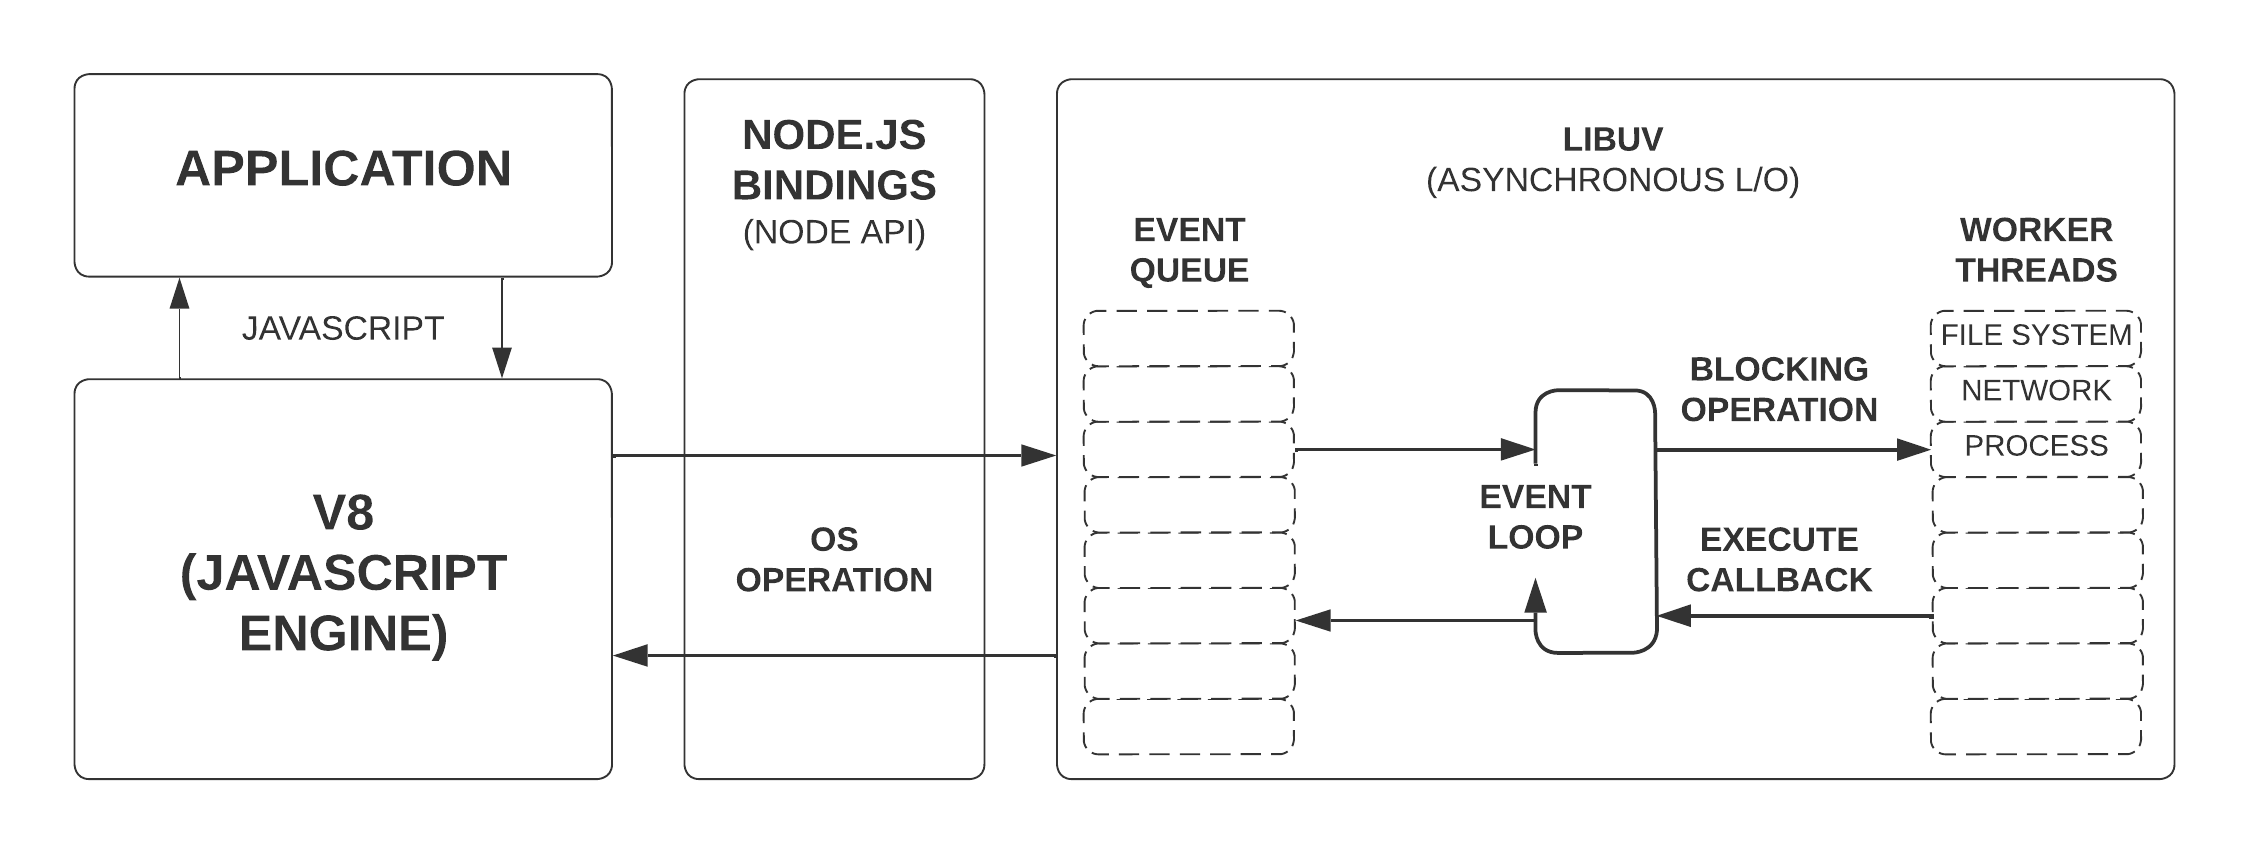 APPLICATION
JAVASCRIPT
V8
(JAVASCRIPT
ENGINE)
NODE.JS
BINDINGS
(NODE API)
OS
OPERATION
LIBUV
(ASYNCHRONOUS L/O)
EVENT
QUEUE
EVENT
LOOP
BLOCKING
OPERATION
EXECUTE
CALLBACK
WORKER
THREADS
FILE SYSTEM
NETWORK
PROCESS